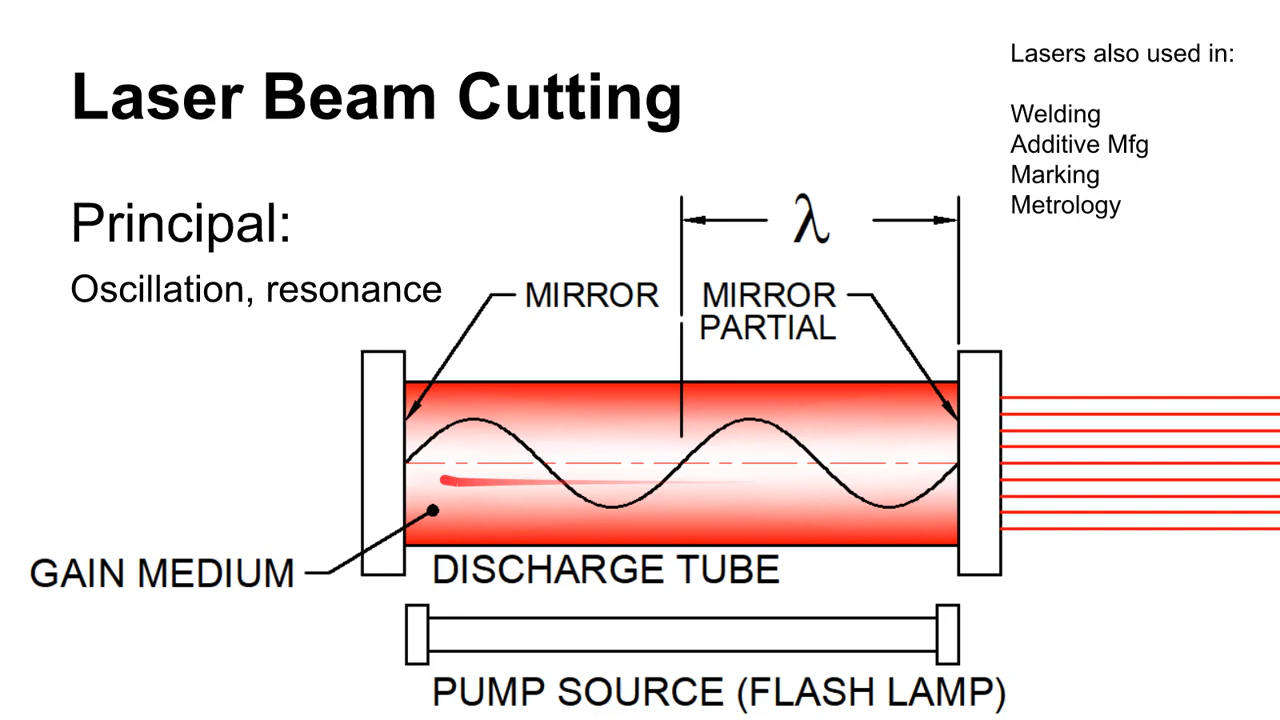 Laser Beam Cutting
Lasers also used in:
Welding
Additive Mfg
Marking
Metrology
Principal:
Oscillation, resonance
λ
MIRROR
MIRROR
PARTIAL
GAIN MEDIUM
DISCHARGE TUBE
PUMP SOURCE (FLASH LAMP)